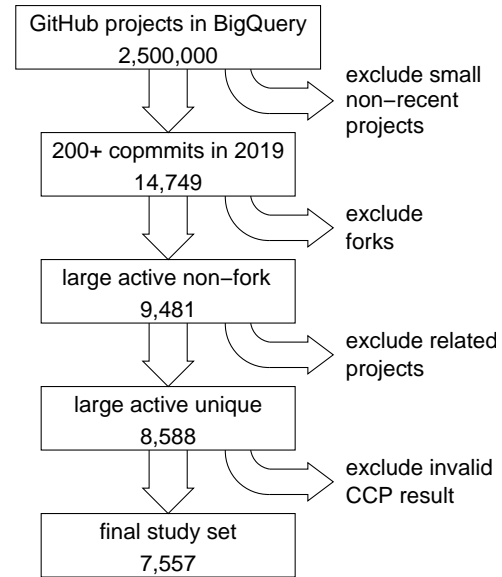 GitHub projects in BigQuery
2,500,000
exclude small
non−recent
projects
200+ copmmits in 2019
14,749
exclude
forks
large active non−fork
9,481
exclude related
projects
large active unique
8,588
exclude invalid
CCP result
final study set
7,557